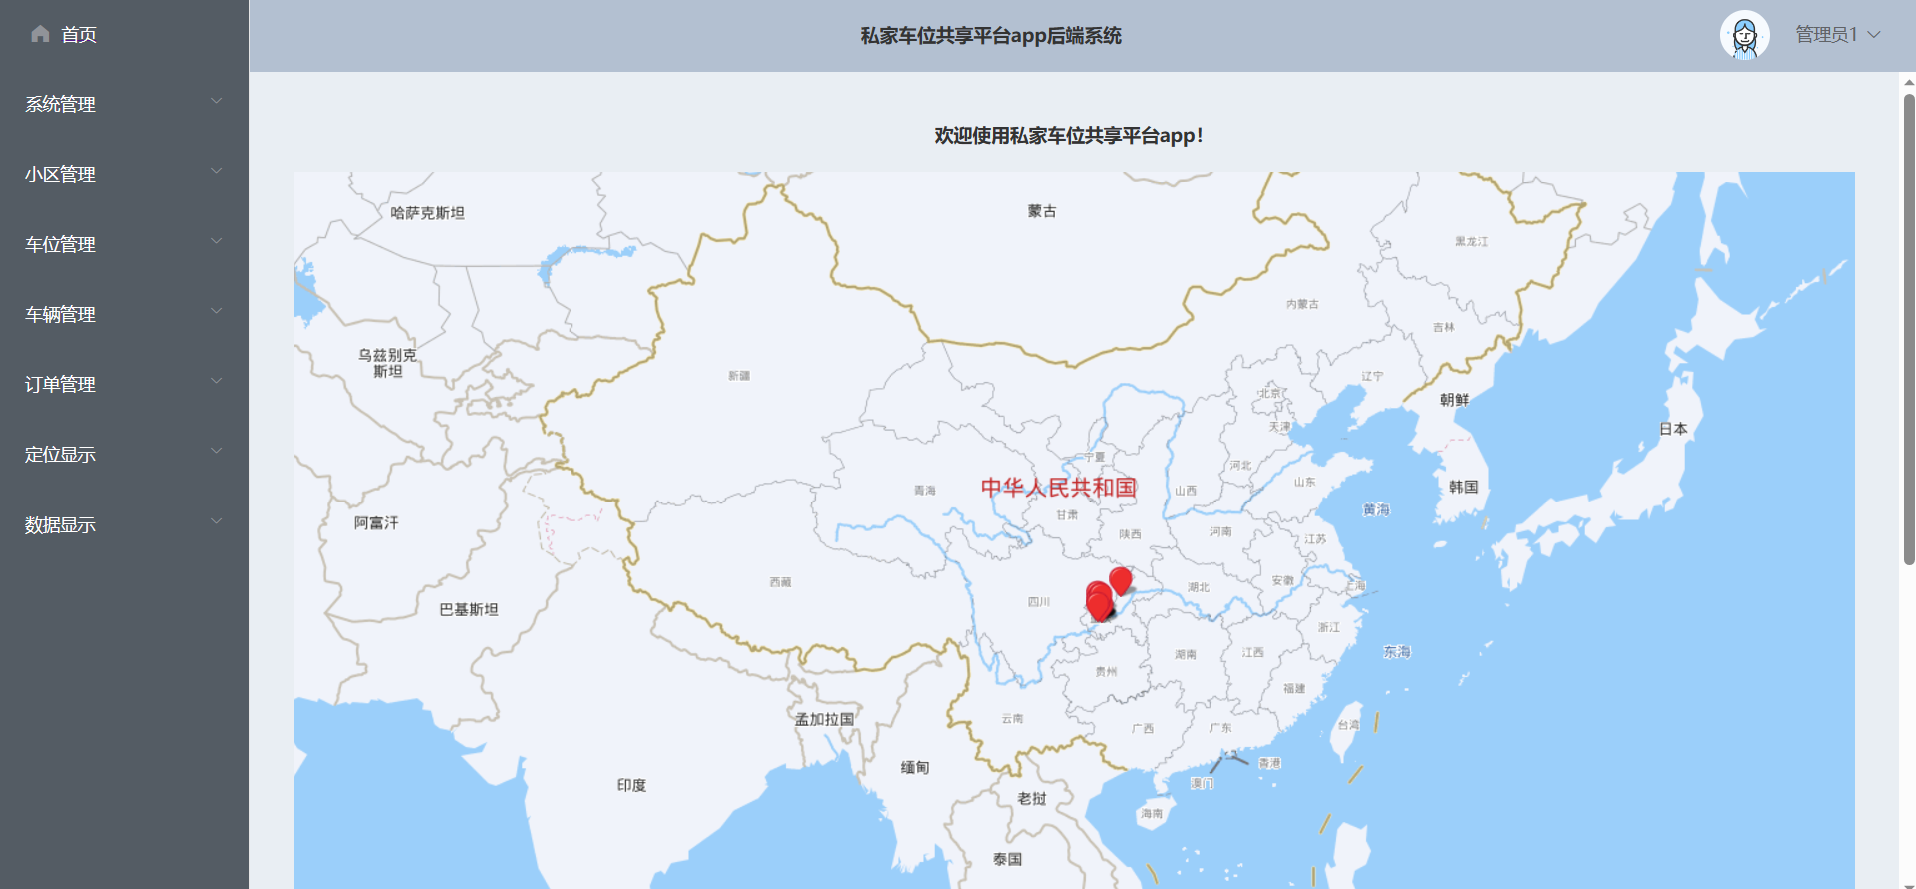 首页
系统管理
小区管理
车位管理
车辆管理
订单管理
定位显示
数据显示
私家车位共享平台app后端系统
管理员1
欢迎使用私家车位共享平台app!
哈萨克斯坦
蒙古
黑龙江
内蒙古
吉林
乌兹别克
斯坦
新疆
辽宁
北京
朝鲜
天津
日本
宁夏
河北
山东
青海
中华人民共和国
山西
韩国
黄海
甘肃
阿富汗
陕西
河南
江苏
西藏
四川
湖北
安徽
上海
巴基斯坦
浙江
东海
贵州
湖南
江西
福建
孟加拉国
云南
广西
广东
台湾
缅甸
香港
澳门
印度
老挝
海南
泰国